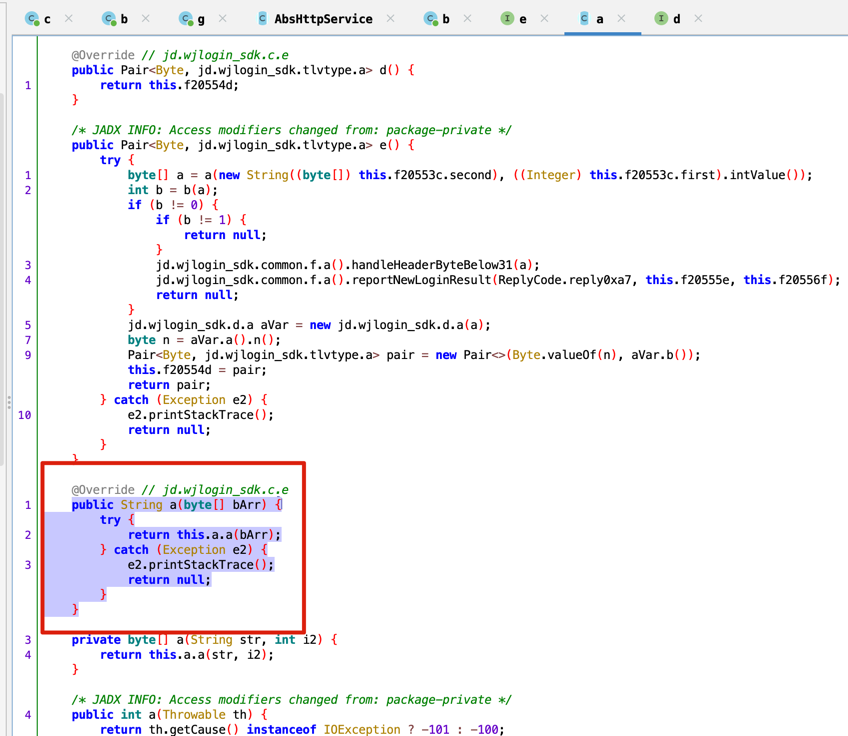 c b g AbsHttpService b e a d
@Override // jd.wjlogin_sdk.c.e
public Pair<Byte, jd.wjlogin_sdk.tlvtype.a> d() {
1 return this.f20554d;
}
/* JADX INFO: Access modifiers changed from: package-private */
public Pair<Byte, jd.wjlogin_sdk.tlvtype.a> e() {
try {
1 byte[] a = a(new String((byte[]) this.f20553c.second), ((Integer) this.f20553c.first).intValue());
2 int b = b(a);
if (b != 0) {
if (b != 1) {
return null;
}
3 jd.wjlogin_sdk.common.f.a().handleHeaderByteBelow31(a);
4 jd.wjlogin_sdk.common.f.a().reportNewLoginResult(ReplyCode.reply0xa7, this.f20555e, this.f20556f);
return null;
}
5 jd.wjlogin_sdk.d.a aVar = new jd.wjlogin_sdk.d.a(a);
7 byte n = aVar.a().n();
9 Pair<Byte, jd.wjlogin_sdk.tlvtype.a> pair = new Pair<>(Byte.valueOf(n), aVar.b());
this.f20554d = pair;
return pair;
} catch (Exception e2) {
10 e2.printStackTrace();
return null;
}
}
@Override // jd.wjlogin_sdk.c.e
1 public String a(byte[] bArr) {
try {
2 return this.a.a(bArr);
} catch (Exception e2) {
3 e2.printStackTrace();
return null;
}
}
3 private byte[] a(String str, int i2) {
4 return this.a.a(str, i2);
}
/* JADX INFO: Access modifiers changed from: package-private */
4 public int a(Throwable th) {
return th.getCause() instanceof IOException ? -101 : -100;